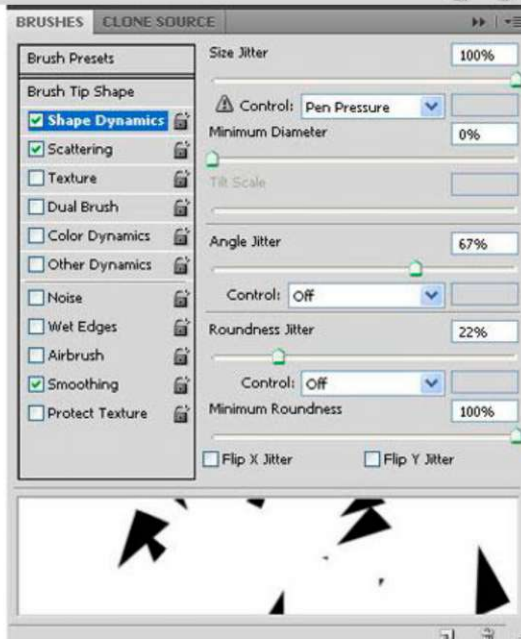 BRUSHES CLONE SOURCE
Brush Presets
Brush Tip Shape
Shape Dynamics
Scattering
Texture
Dual Brush
Color Dynamics
Other Dynamics
Noise
Wet Edges
Airbrush
Smoothing
Protect Texture
Size Jitter 100%
Control: Pen Pressure
Minimum Diameter 0%
Tilt Scale
Angle Jitter 67%
Control: Off
Roundness Jitter 22%
Control: Off
Minimum Roundness 100%
Flip X Jitter Flip Y Jitter